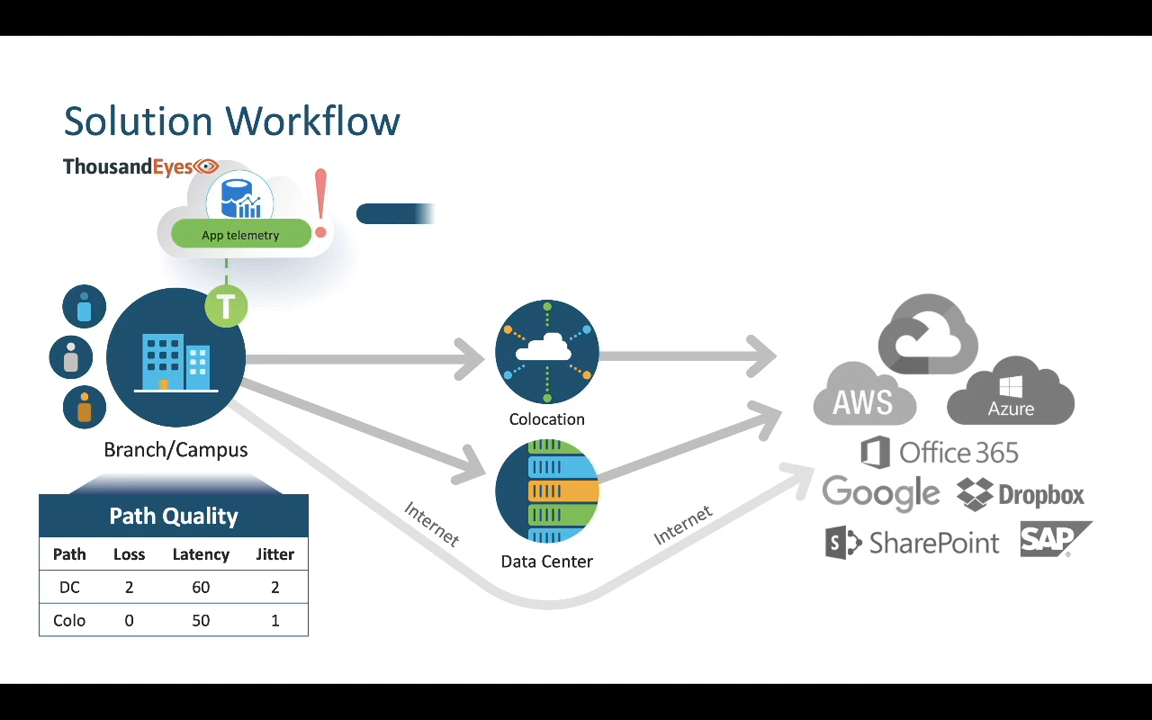 Solution Workflow
ThousandEyes
App telemetry
T
Branch/Campus
Colocation
Data Center
Internet
Internet
AWS
Azure
Office 365
Google
Dropbox
S SharePoint
SAP
Path Quality
Path Loss Latency Jitter
DC 2 60 2
Colo 0 50 1